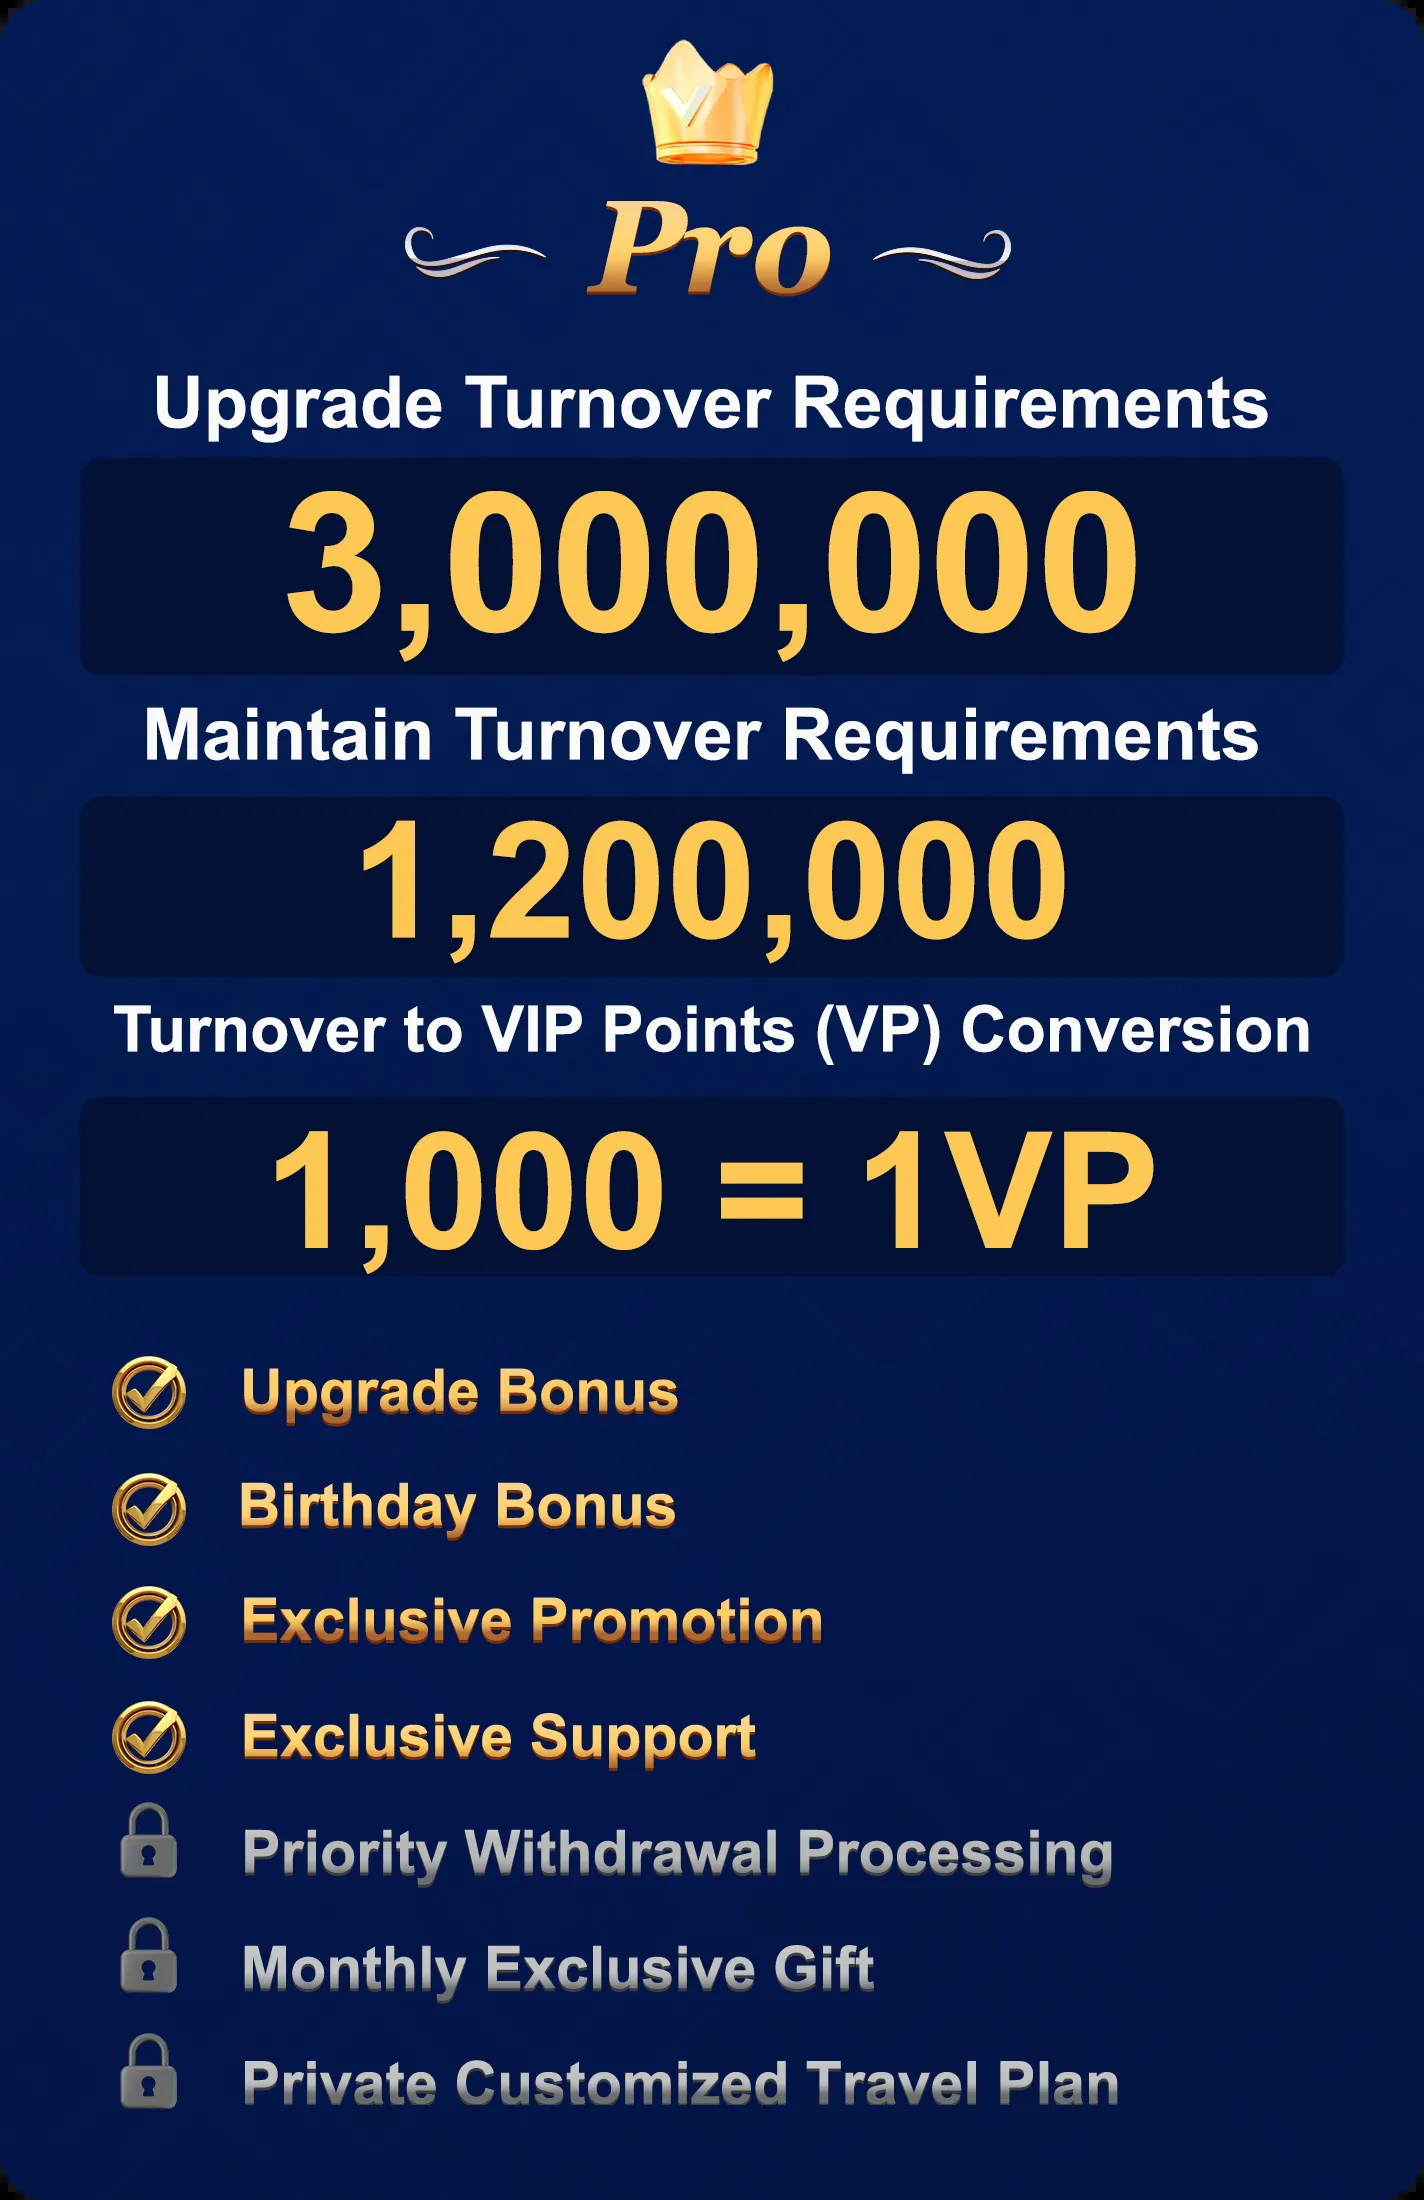 Pro
Upgrade Turnover Requirements
3,000,000
Maintain Turnover Requirements
1,200,000
Turnover to VIP Points (VP) Conversion
1,000 = 1VP
Upgrade Bonus
Birthday Bonus
Exclusive Promotion
Exclusive Support
Priority Withdrawal Processing
Monthly Exclusive Gift
Private Customized Travel Plan